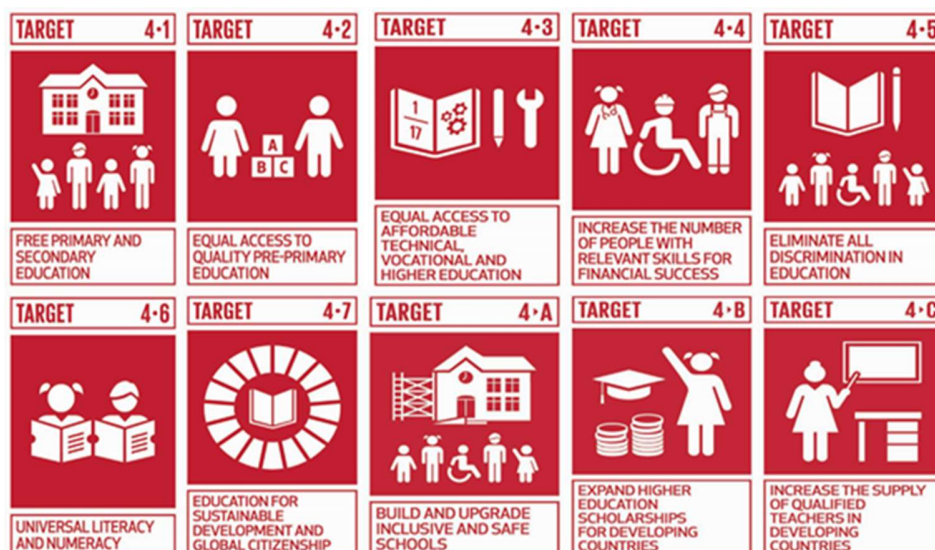 TARGET 4·1
TARGET 4·2
TARGET 4·3
TARGET 4·4
TARGET 4·5
1
17
A
B C
FREE PRIMARY AND
SECONDARY
EDUCATION
EQUAL ACCESS TO
QUALITY PRE-PRIMARY
EDUCATION
EQUAL ACCESS TO
AFFORDABLE
TECHNICAL,
VOCATIONAL AND
HIGHER EDUCATION
INCREASE THE NUMBER
OF PEOPLE WITH
RELEVANT SKILLS FOR
FINANCIAL SUCCESS
ELIMINATE ALL
DISCRIMINATION IN
EDUCATION
TARGET 4·6
TARGET 4·7
TARGET 4·A
TARGET 4·B
TARGET 4·C
UNIVERSAL LITERACY
AND NUMERACY
EDUCATION FOR
SUSTAINABLE
DEVELOPMENT AND
GLOBAL CITIZENSHIP
BUILD AND UPGRADE
INCLUSIVE AND SAFE
SCHOOLS
EXPAND HIGHER
EDUCATION
SCHOLARSHIPS
FOR DEVELOPING
COUNTRIES
INCREASE THE SUPPLY
OF QUALIFIED
TEACHERS IN
DEVELOPING
COUNTRIES